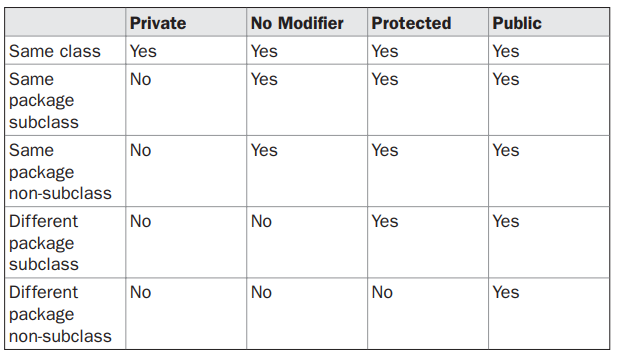 Private No Modifier Protected Public
Same class Yes Yes Yes Yes
Same No Yes Yes Yes
package
subclass
Same No Yes Yes Yes
package
non-subclass
Different No No Yes Yes
package
subclass
Different No No No Yes
package
non-subclass